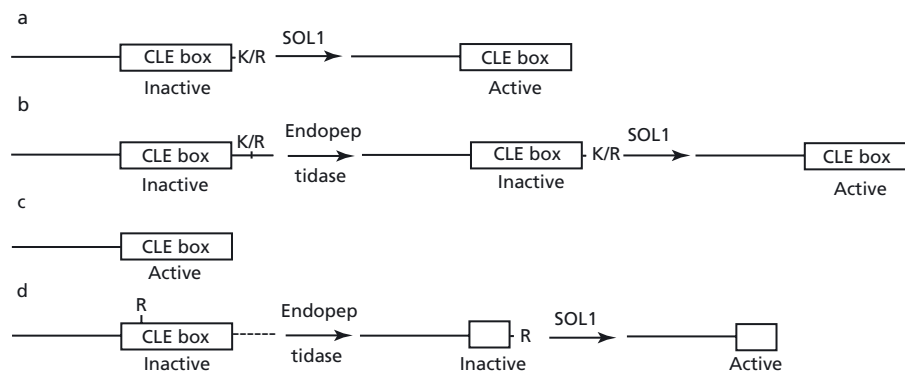 a
CLE box K/R SOL1 CLE box
Inactive Active
b
K/R Endopep SOL1
CLE box tidase CLE box K/R CLE box
Inactive Inactive Active
c
CLE box
Active
d
R Endopep SOL1
CLE box tidase R
Inactive Inactive Active